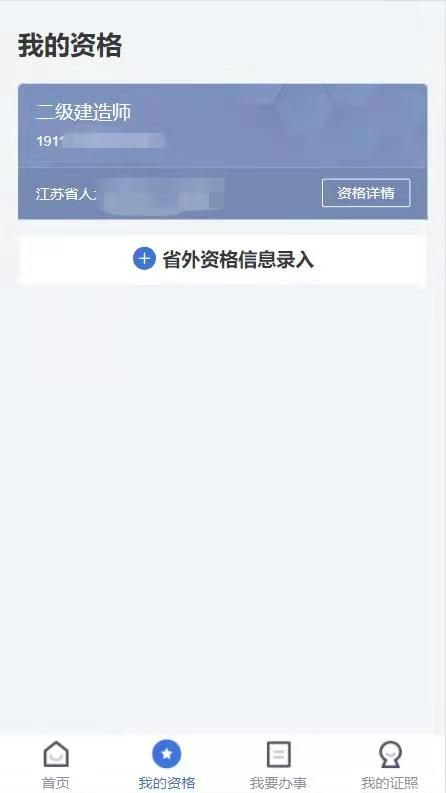 我的资格
二级建造师
1911
江苏省人
资格详情
省外资格信息录入
首页
我的资格
我要办事
我的证照